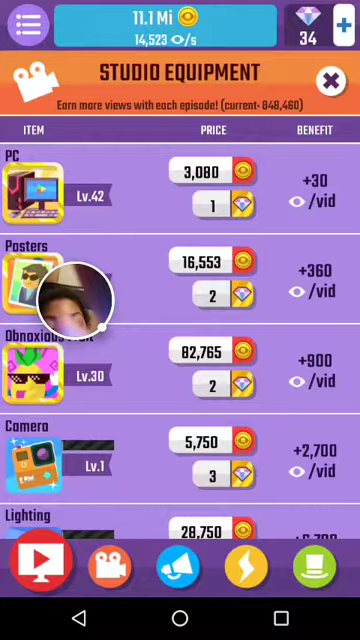 11.1 Mi
14,523 /s
34
+
STUDIO EQUIPMENT
Earn more views with each episode! (current: 848,460)
ITEM PRICE BENEFIT
PC
Lv.42
3,080
1
+30
/vid
Posters
16,553
2
+360
/vid
Obnoxious
Lv.30
82,765
2
+900
/vid
Camera
Lv.1
5,750
3
+2,700
/vid
Lighting
28,750